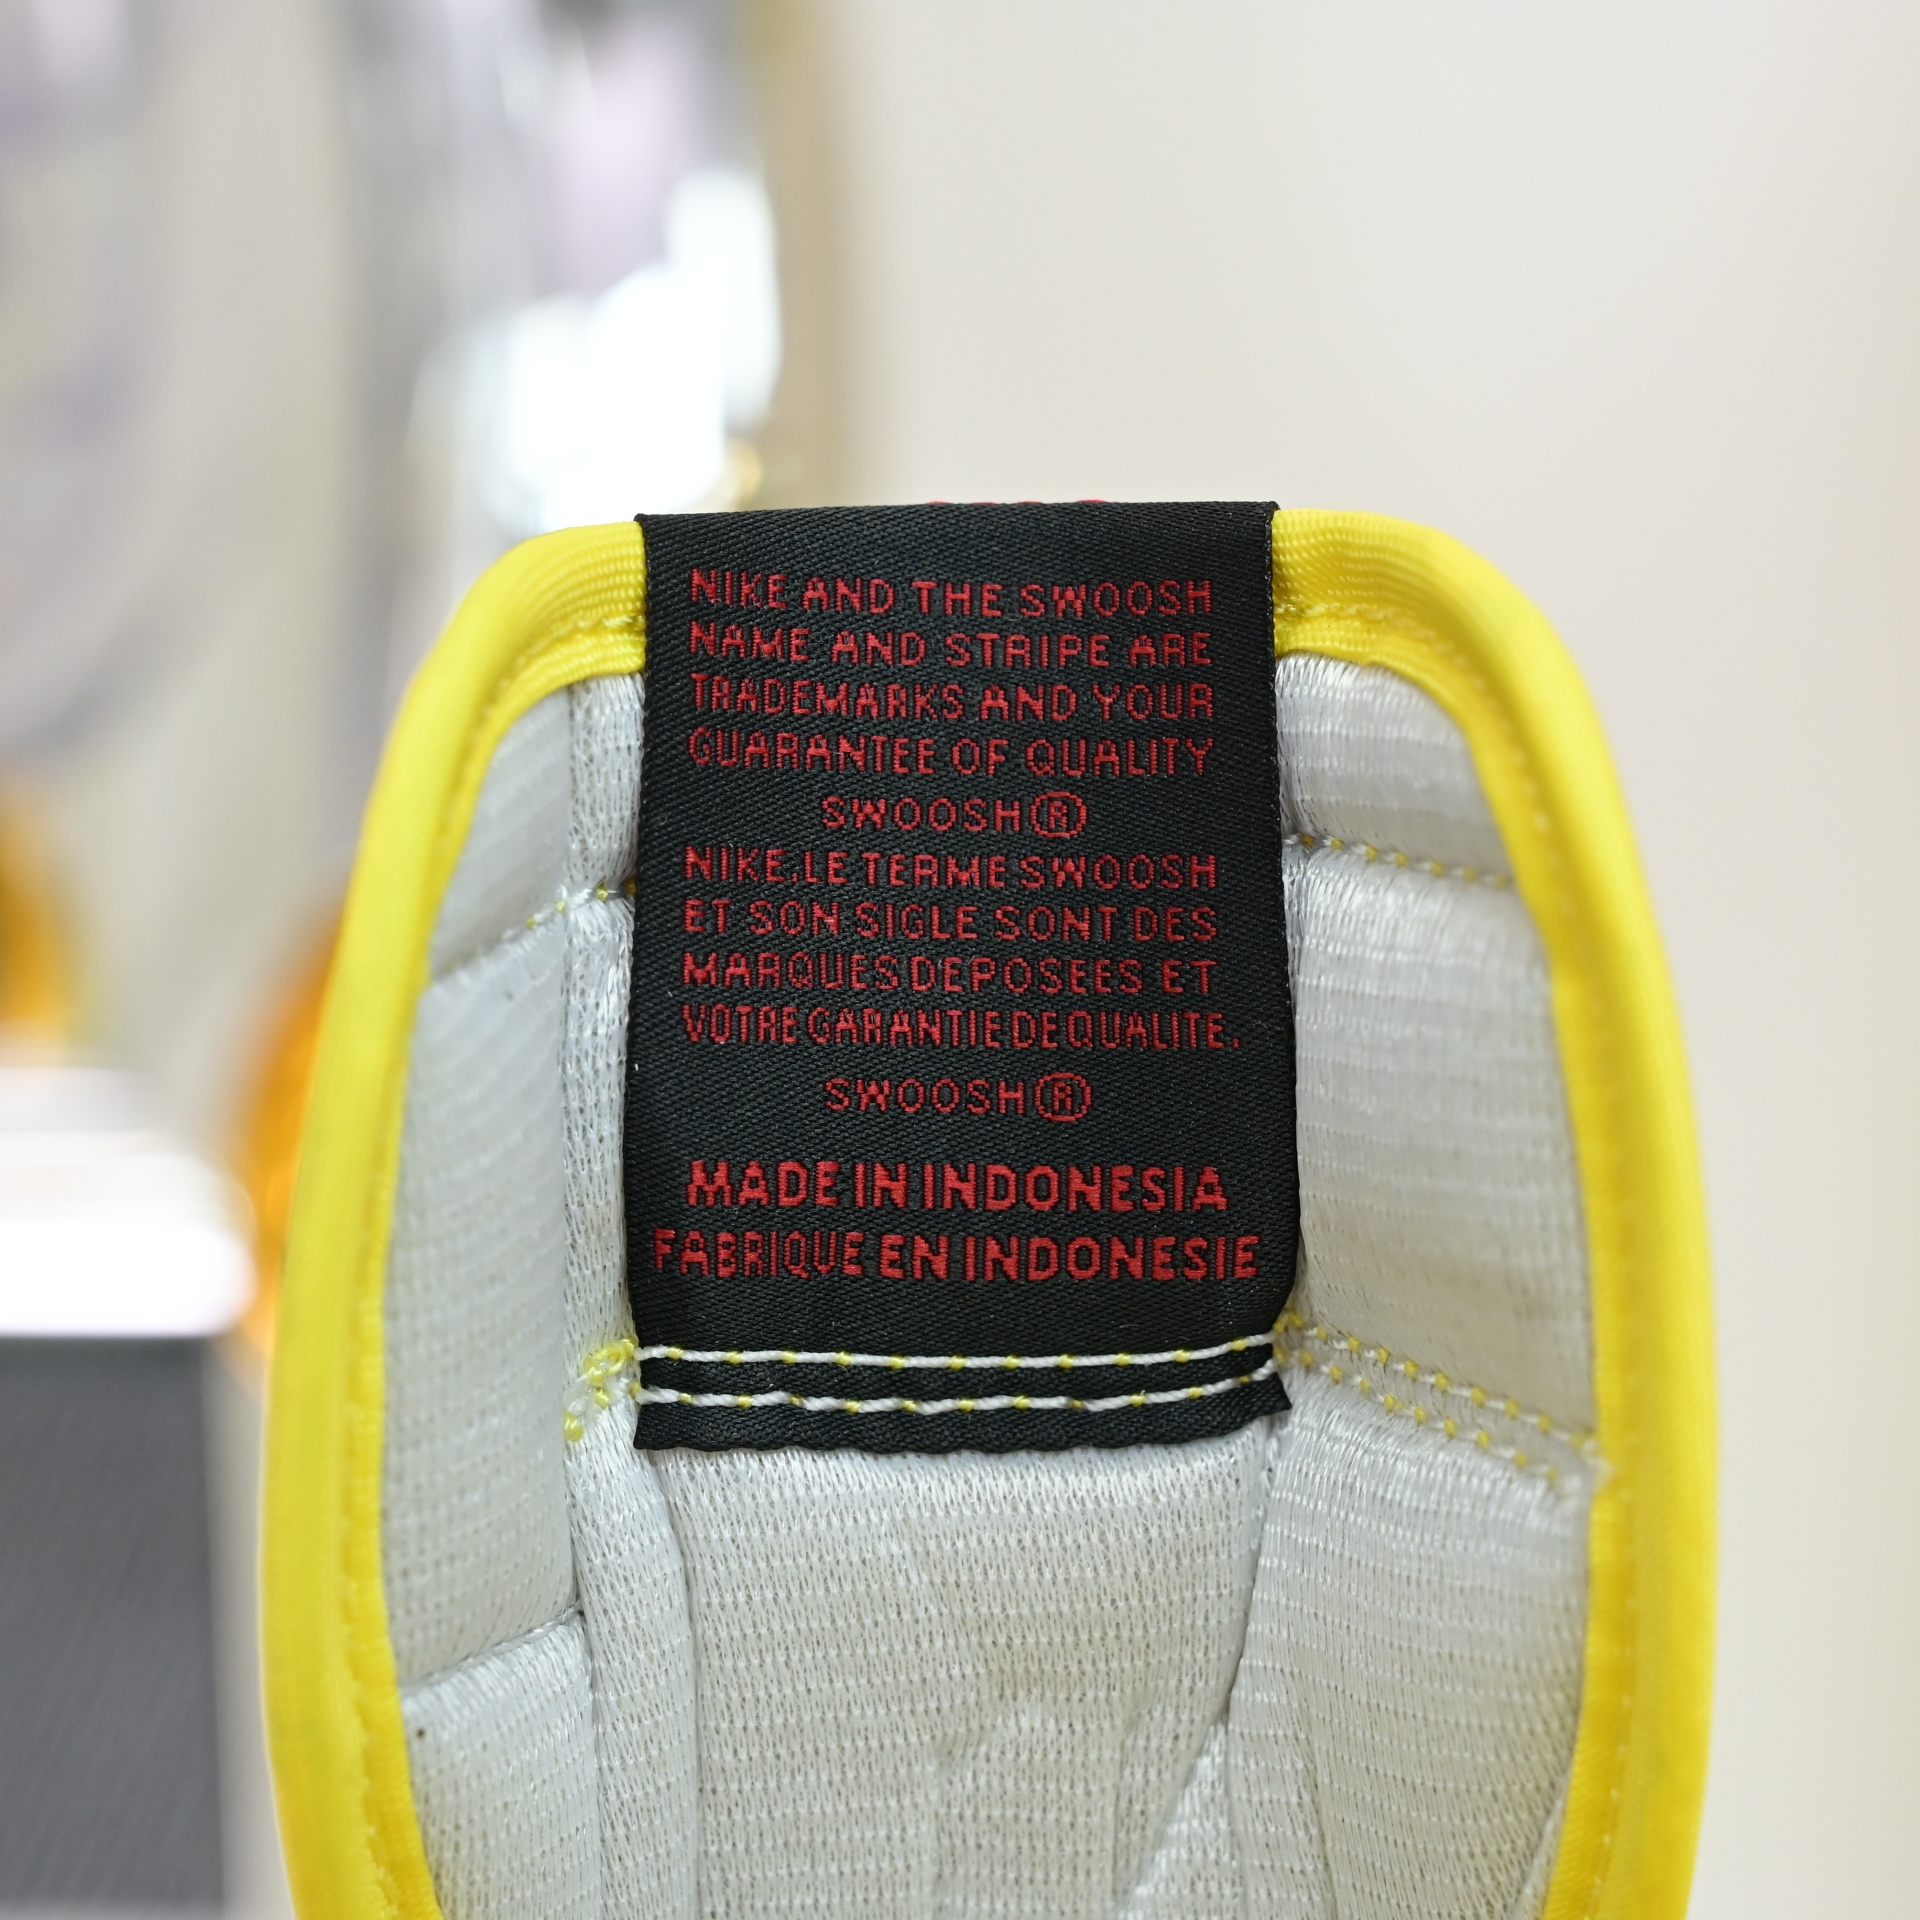 NIKE AND THE SWOOSH
NAME AND STRIPE ARE
TRADEMARKS AND YOUR
GUARANTEE OF QUALITY
SWOOSH®
NIKE.LE TERME SWOOSH
ET SON SIGLE SONT DES
MARQUES DEPOSEES ET
VOTRE GARANTIE DE QUALITE.
SWOOSH®
MADE IN INDONESIA
FABRIQUE EN INDONESIE